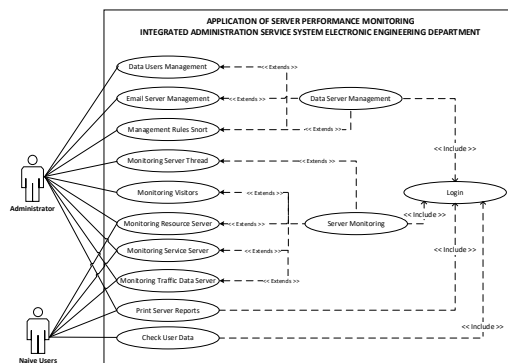 APPLICATION OF SERVER PERFORMANCE MONITORING
INTEGRATED ADMINISTRATION SERVICE SYSTEM ELECTRONIC ENGINEERING DEPARTMENT
Data Users Management
<< Extends >>
Email Server Management
<< Extends >>
Data Server Management
Management Rules Snort
<< Extends >>
<< Include >>
Monitoring Server Thread
<< Extends >>
Administrator
Monitoring Visitors
<< Extends >>
Login
Monitoring Resource Server
<< Extends >>
Server Monitoring
<< Include >>
Monitoring Service Server
<< Extends >>
<< Include >>
Monitoring Traffic Data Server
<< Extends >>
Print Server Reports
Check User Data
<< Include >>
Naive Users